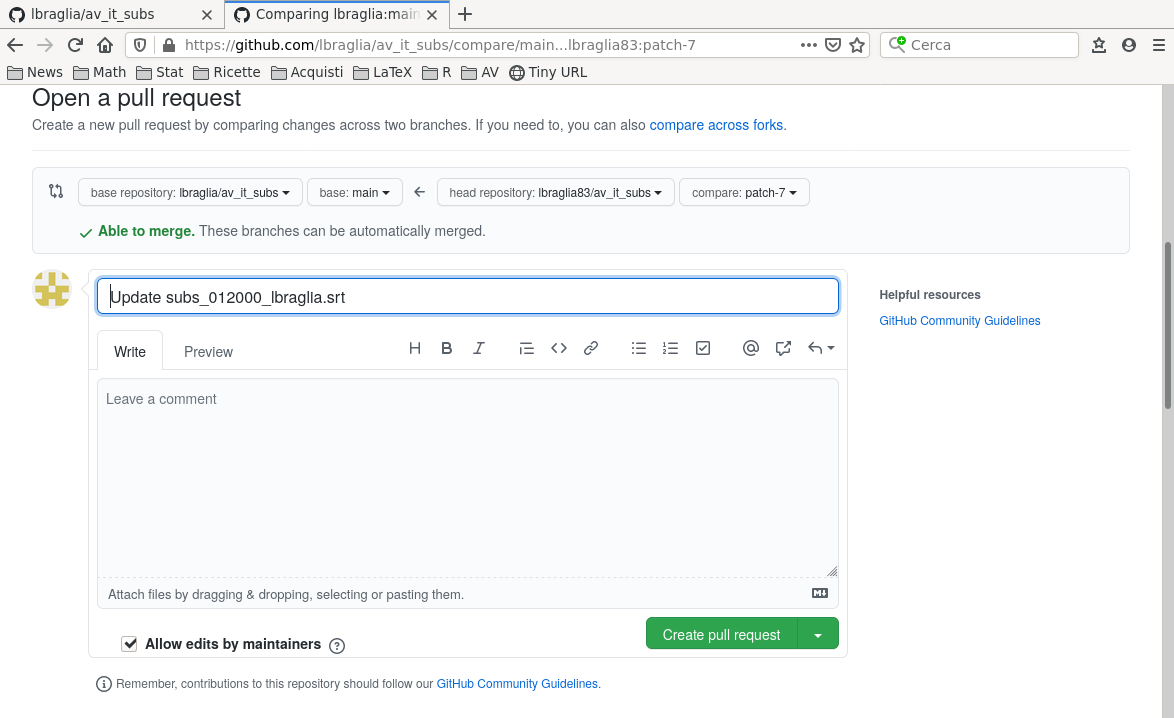 lbraglia/av_it_subs
Comparing lbraglia:main
https://github.com/lbraglia/av_it_subs/compare/main...lbraglia83:patch-7
Cerca
News Math Stat Ricette Acquisti LaTeX R AV Tiny URL
Open a pull request
Create a new pull request by comparing changes across two branches. If you need to, you can also compare across forks.
base repository: lbraglia/av_it_subs base: main head repository: lbraglia83/av_it_subs compare: patch-7
Able to merge. These branches can be automatically merged.
Update subs_012000_lbraglia.srt
Helpful resources
GitHub Community Guidelines
Write Preview
Leave a comment
Attach files by dragging & dropping, selecting or pasting them.
Allow edits by maintainers
Create pull request
Remember, contributions to this repository should follow our GitHub Community Guidelines.